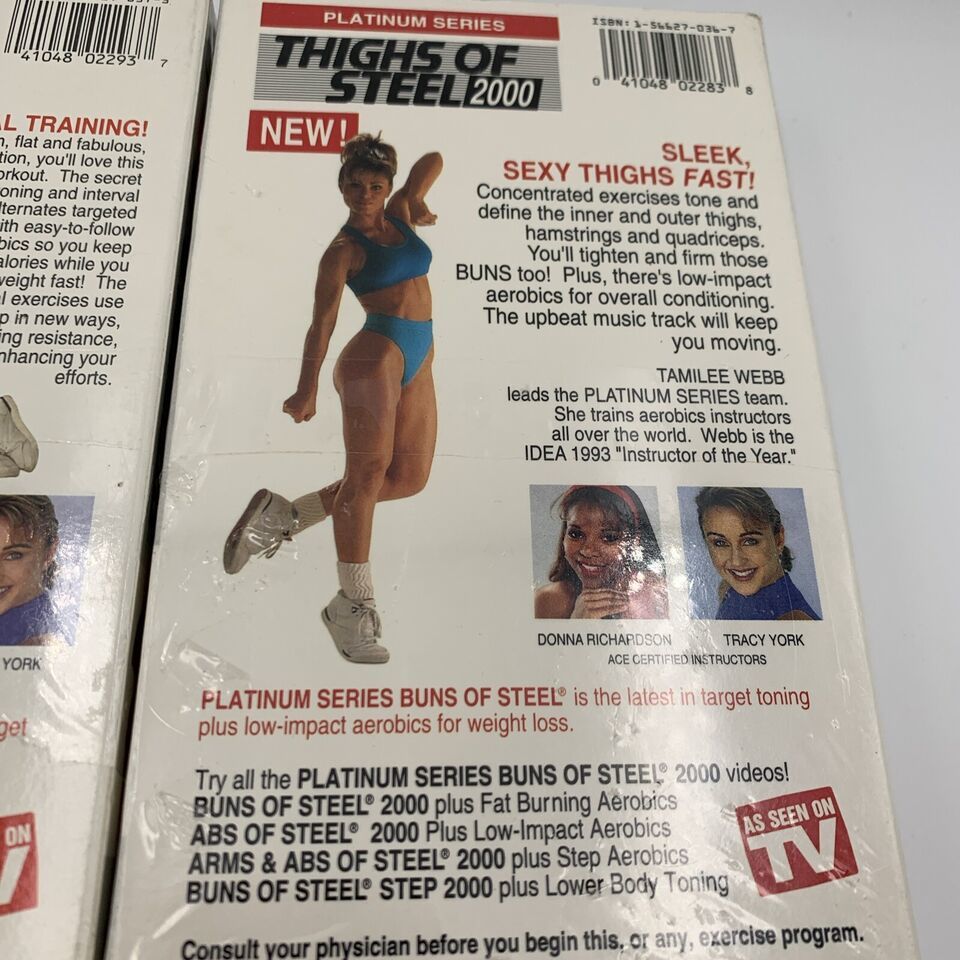 41048 02293 7
L TRAINING!
, flat and fabulous,
tion, you'll love this
orkout. The secret
oning and interval
lternates targeted
ith easy-to-follow
bics so you keep
alories while you
weight fast! The
l exercises use
p in new ways,
ing resistance,
nhancing your
efforts.
YORK
get
ON
V
PLATINUM SERIES
THIGHS OF
STEEL 2000
NEW!
ISBN: 1-56627-036-7
0 41048 02283 8
SLEEK,
SEXY THIGHS FAST!
Concentrated exercises tone and
define the inner and outer thighs,
hamstrings and quadriceps.
You'll tighten and firm those
BUNS too! Plus, there's low-impact
aerobics for overall conditioning.
The upbeat music track will keep
you moving.
TAMILEE WEBB
leads the PLATINUM SERIES team.
She trains aerobics instructors
all over the world. Webb is the
IDEA 1993 "Instructor of the Year."
DONNA RICHARDSON TRACY YORK
ACE CERTIFIED INSTRUCTORS
PLATINUM SERIES BUNS OF STEEL® is the latest in target toning
plus low-impact aerobics for weight loss.
Try all the PLATINUM SERIES BUNS OF STEEL® 2000 videos!
BUNS OF STEEL® 2000 plus Fat Burning Aerobics
ABS OF STEEL® 2000 Plus Low-Impact Aerobics
ARMS & ABS OF STEEL® 2000 plus Step Aerobics
BUNS OF STEEL® STEP 2000 plus Lower Body Toning
AS SEEN ON
TV
Consult your physician before you begin this, or any, exercise program.